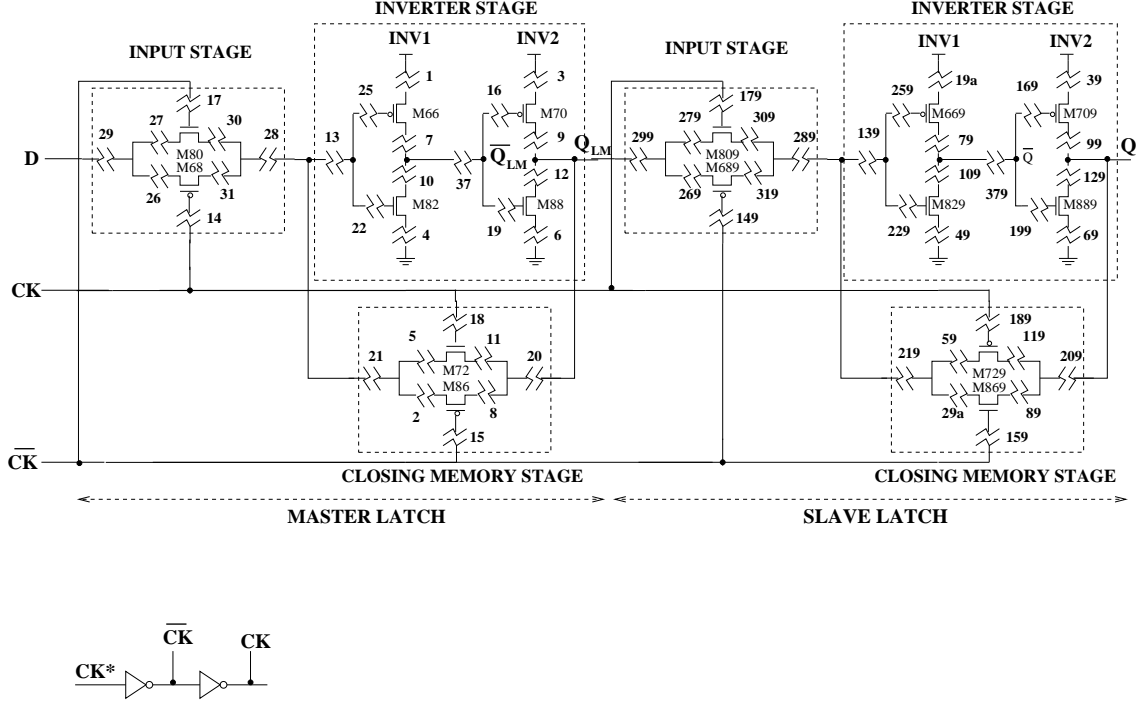 INVERTER STAGE
INVERTER STAGE
INPUT STAGE
INV1
INV2
INPUT STAGE
INV1
INV2
1
3
19a
39
17
25
16
179
259
169
M66
M70
M669
M709
29
27
30
28
13
7
9
299
279
309
289
139
79
99
D
M80
M68
Q̅LM
QLM
M809
M689
Q̅
Q
26
31
10
37
12
269
319
109
379
129
M82
M88
M829
M889
14
22
4
19
6
149
229
49
199
69
CK
18
189
5
11
59
119
21
20
219
209
M72
M86
M729
M869
2
8
29a
89
15
159
C̅K̅
CLOSING MEMORY STAGE
CLOSING MEMORY STAGE
MASTER LATCH
SLAVE LATCH
C̅K̅
CK
CK*